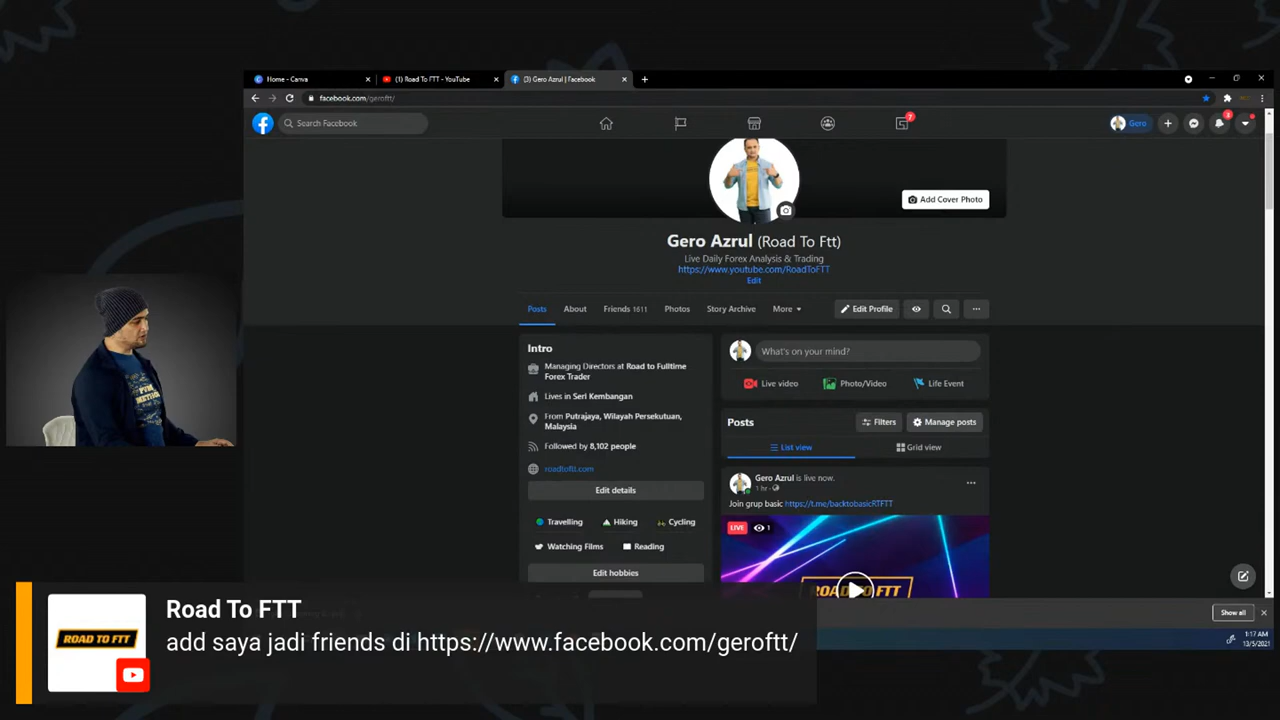 Home - Canva
(1) Road To FTT - YouTube
(3) Gero Azrul | Facebook
facebook.com/geroftt/
Search Facebook
7
Gero
3
Add Cover Photo
Gero Azrul (Road To Ftt)
Live Daily Forex Analysis & Trading
https://www.youtube.com/RoadToFTT
Edit
Posts
About
Friends 1611
Photos
Story Archive
More
Edit Profile
Intro
Managing Directors at Road to Fulltime
Forex Trader
Lives in Seri Kembangan
From Putrajaya, Wilayah Persekutuan,
Malaysia
Followed by 8,102 people
roadtoftt.com
Edit details
Travelling
Hiking
Cycling
Watching Films
Reading
Edit hobbies
What's on your mind?
Live video
Photo/Video
Life Event
Posts
Filters
Manage posts
List view
Grid view
Gero Azrul is live now.
1 hr
Join grup basic https://t.me/backtobasicRTFTT
LIVE
1
ROAD TO FTT
Show all
1:17 AM
13/5/2021
ROAD TO FTT
Road To FTT
add saya jadi friends di https://www.facebook.com/geroftt/